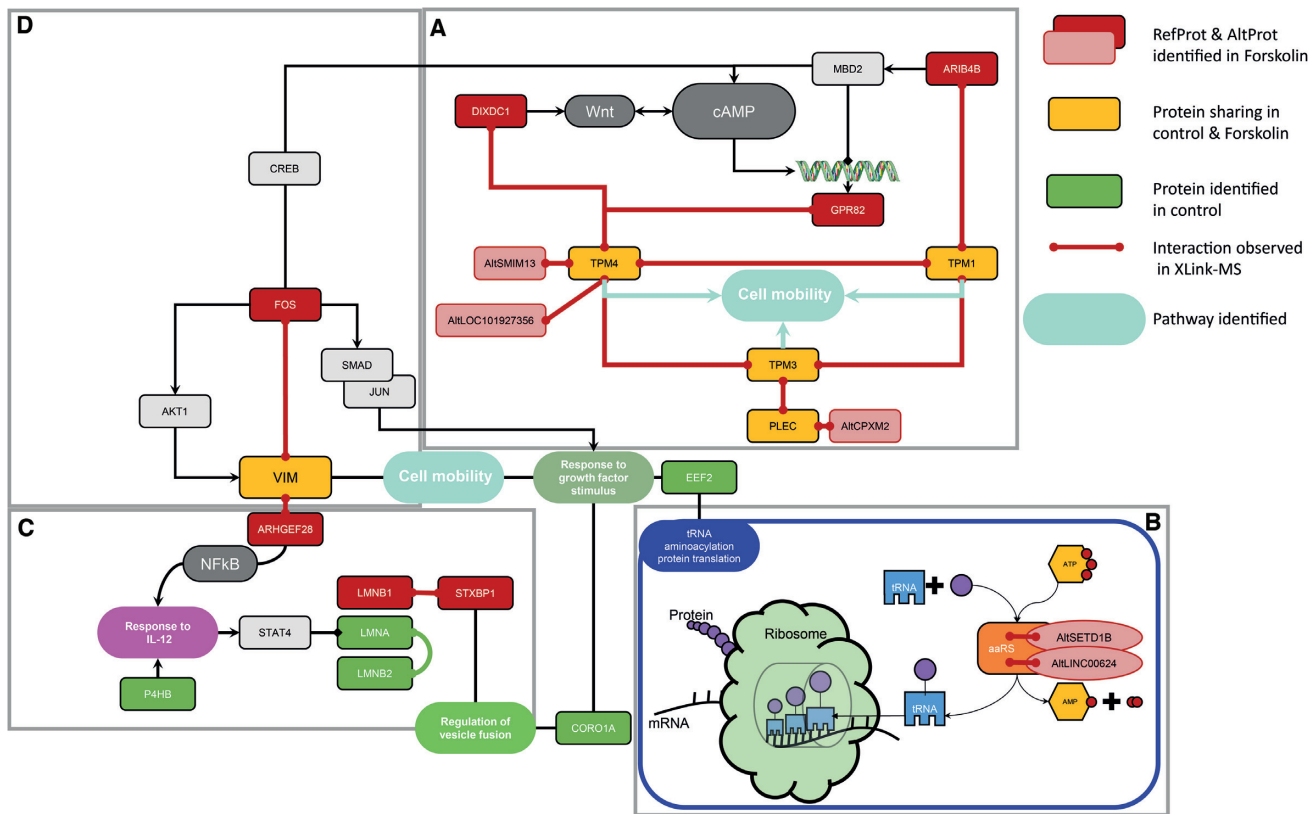 D
A
RefProt & AltProt
identified in Forskolin
MBD2
ARIB4B
DIXDC1
Wnt
cAMP
Protein sharing in
control & Forskolin
CREB
GPR82
Protein identified
in control
AltSMIM13
TPM4
TPM1
Interaction observed
in XLink-MS
Cell mobility
FOS
AltLOC101927356
Pathway identified
SMAD
JUN
TPM3
AKT1
PLEC
AltCPXM2
VIM
Cell mobility
Response to
growth factor
stimulus
EEF2
C
ARHGEF28
B
tRNA
aminoacylation
protein translation
NFkB
ATP
tRNA
LMNB1
STXBP1
Protein
Response to
IL-12
STAT4
LMNA
Ribosome
aaRS
AltSETD1B
AltLINC00624
LMNB2
P4HB
AMP
mRNA
tRNA
Regulation of
vesicle fusion
CORO1A